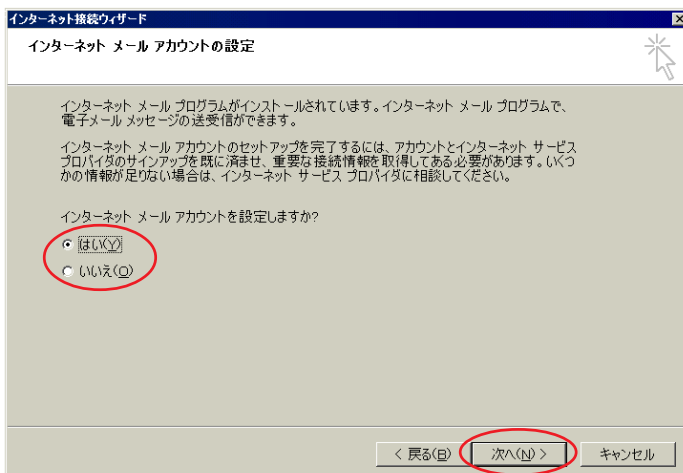 インターネット接続ウィザード
インターネット メール アカウントの設定
インターネット メール プログラムがインストールされています。インターネット メール プログラムで、
電子メール メッセージの送受信ができます。
インターネット メール アカウントのセットアップを完了するには、アカウントとインターネット サービス
プロバイダのサインアップを既に済ませ、重要な接続情報を取得してある必要があります。いくつ
かの情報が足りない場合は、インターネット サービス プロバイダに相談してください。
インターネット メール アカウントを設定しますか?
はい(Y)
いいえ(O)
< 戻る(B) 次へ(N) > キャンセル